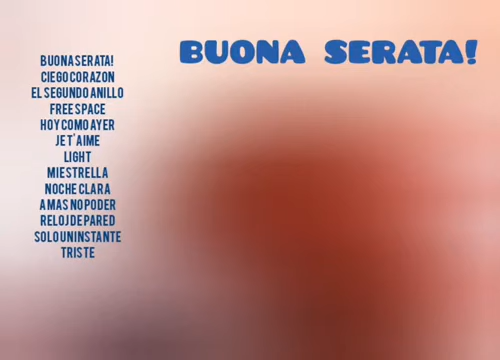 BUONA SERATA!
BUONA SERATA!
CIEGO CORAZON
EL SEGUNDO ANILLO
FREE SPACE
HOY COMO AYER
JE T'AIME
LIGHT
MI ESTRELLA
NOCHE CLARA
A MAS NO PODER
RELOJ DE PARED
SOLO UN INSTANTE
TRISTE